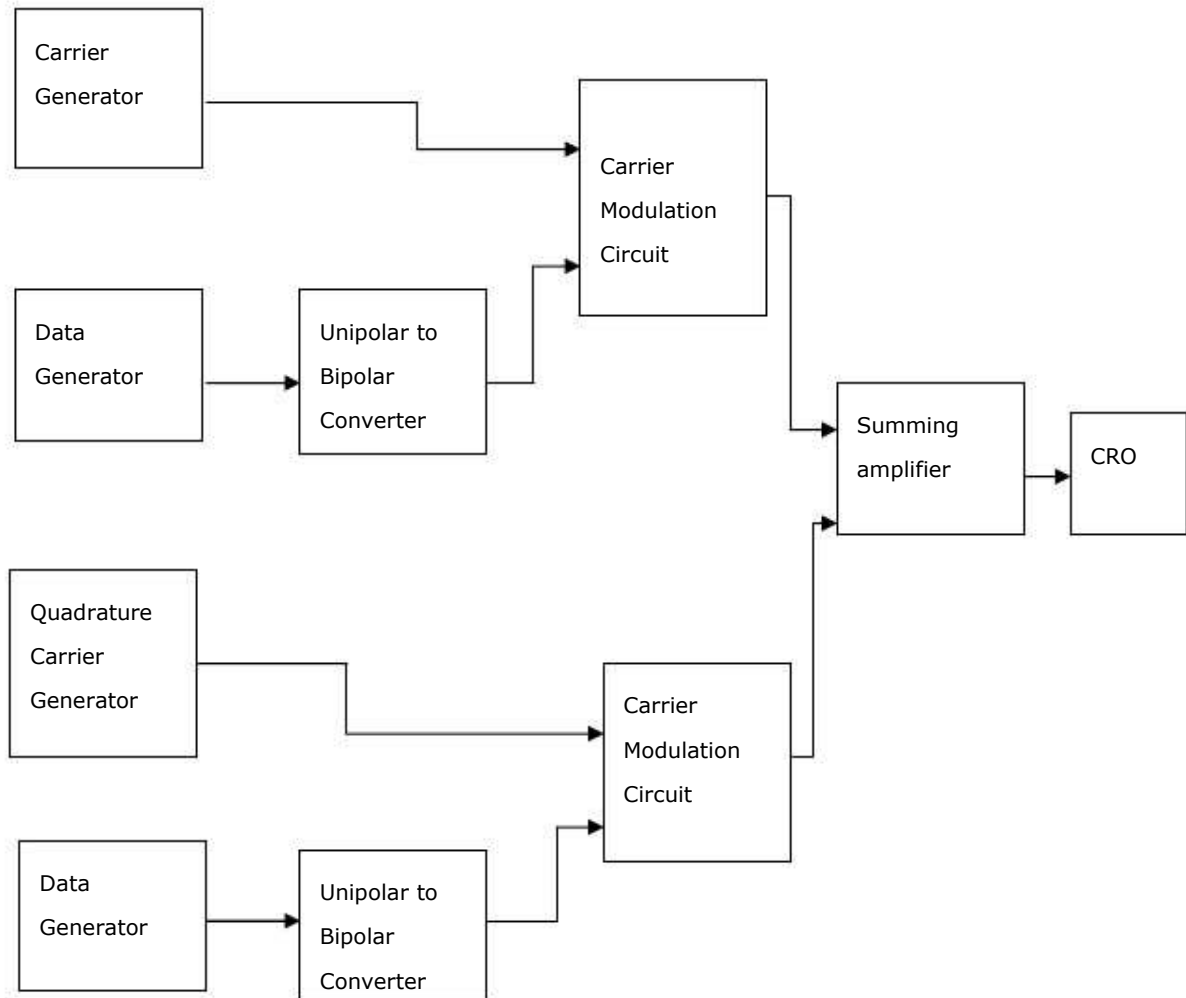 Carrier
Generator
Carrier
Modulation
Circuit
Data
Generator
Unipolar to
Bipolar
Converter
Summing
amplifier
CRO
Quadrature
Carrier
Generator
Carrier
Modulation
Circuit
Data
Generator
Unipolar to
Bipolar
Converter